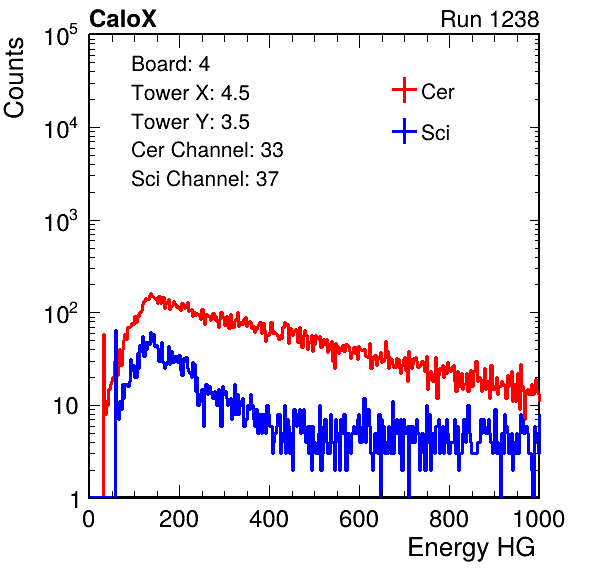 CaloX Run 1238
Counts
10^5
10^4
10^3
10^2
10
1
Board: 4
Tower X: 4.5
Tower Y: 3.5
Cer Channel: 33
Sci Channel: 37
Cer
Sci
0 200 400 600 800 1000
Energy HG